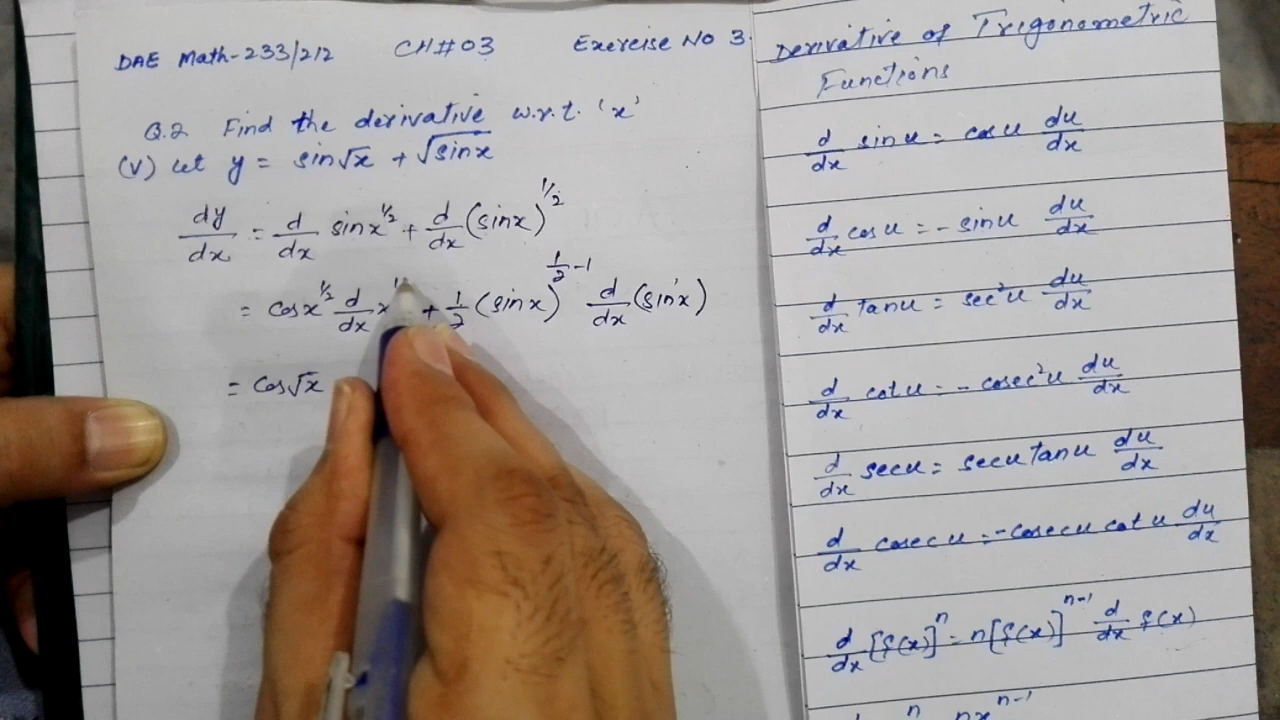 DAE Math-233/212 CH#03 Exercise No 3.
Q.2 Find the derivative w.r.t. 'x'
(V) Let y = sin√x + √sinx
dy/dx = d/dx sinx^1/2 + d/dx (sinx)^1/2
= cosx^1/2 d/dx x + 1/2 (sinx)^1/2-1 d/dx (sinx)
= Cos√x
Derivative of Trigonometric
Functions
d/dx sinu = cosu du/dx
d/dx cosu = - sinu du/dx
d/dx tanu = sec²u du/dx
d/dx cotu = - cosec²u du/dx
d/dx secu = secu tanu du/dx
d/dx cosecu = -cosecu cotu du/dx
d/dx [f(x)]^n = n[f(x)]^n-1 d/dx f(x)
n nx^n-1